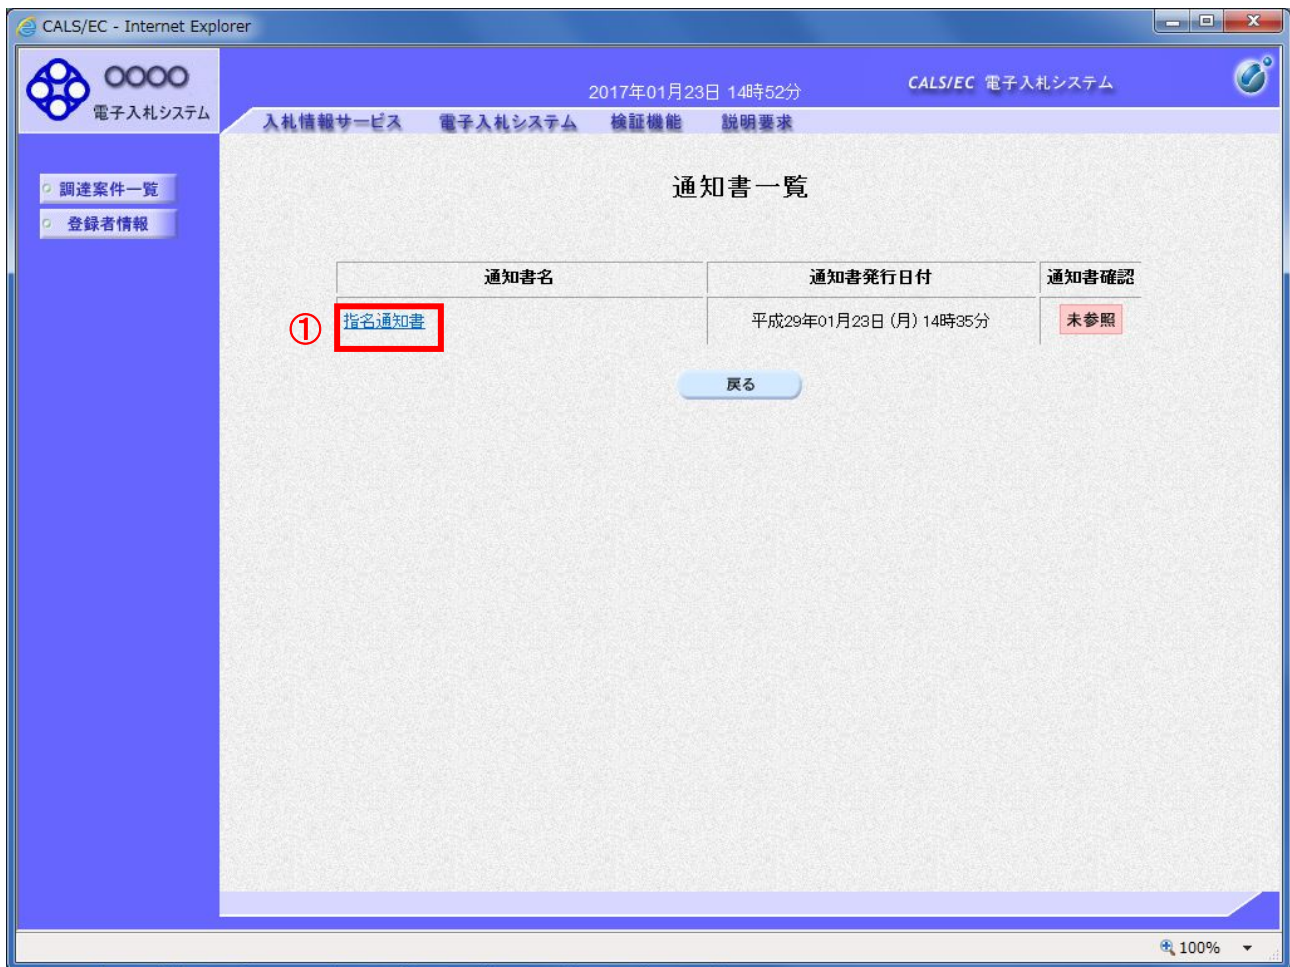 CALS/EC - Internet Explorer
○○○○
電子入札システム
2017年01月23日 14時52分
CALS/EC 電子入札システム
入札情報サービス 電子入札システム 検証機能 説明要求
調達案件一覧
登録者情報
通知書一覧
通知書名 通知書発行日付 通知書確認
① 指名通知書 平成29年01月23日 (月) 14時35分 未参照
戻る
100%